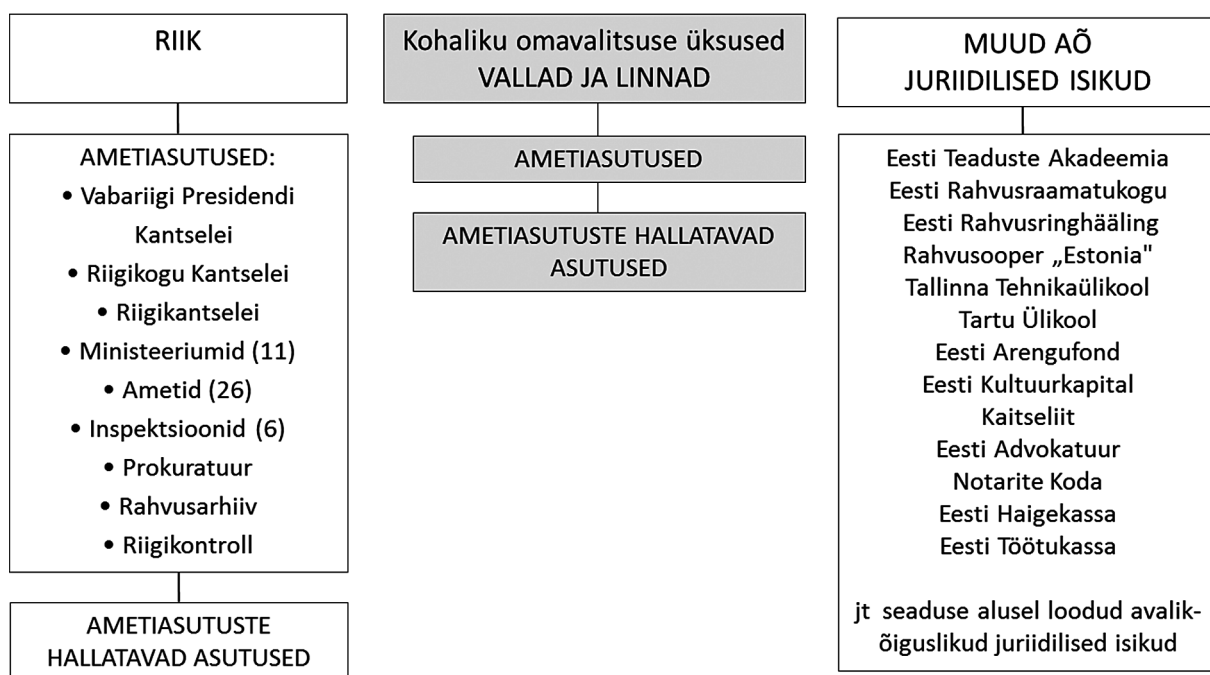 RIIK
AMETIASUTUSED:
• Vabariigi Presidendi
Kantselei
• Riigikogu Kantselei
• Riigikantselei
• Ministeeriumid (11)
• Ametid (26)
• Inspektsioonid (6)
• Prokuratuur
• Rahvusarhiiv
• Riigikontroll
AMETIASUTUSTE
HALLATAVAD ASUTUSED
Kohaliku omavalitsuse üksused
VALLAD JA LINNAD
AMETIASUTUSED
AMETIASUTUSTE HALLATAVAD
ASUTUSED
MUUD AÕ
JURIIDILISED ISIKUD
Eesti Teaduste Akadeemia
Eesti Rahvusraamatukogu
Eesti Rahvusringhääling
Rahvusooper „Estonia"
Tallinna Tehnikaülikool
Tartu Ülikool
Eesti Arengufond
Eesti Kultuurkapital
Kaitseliit
Eesti Advokatuur
Notarite Koda
Eesti Haigekassa
Eesti Töötukassa
jt seaduse alusel loodud avalik-
õiguslikud juriidilised isikud